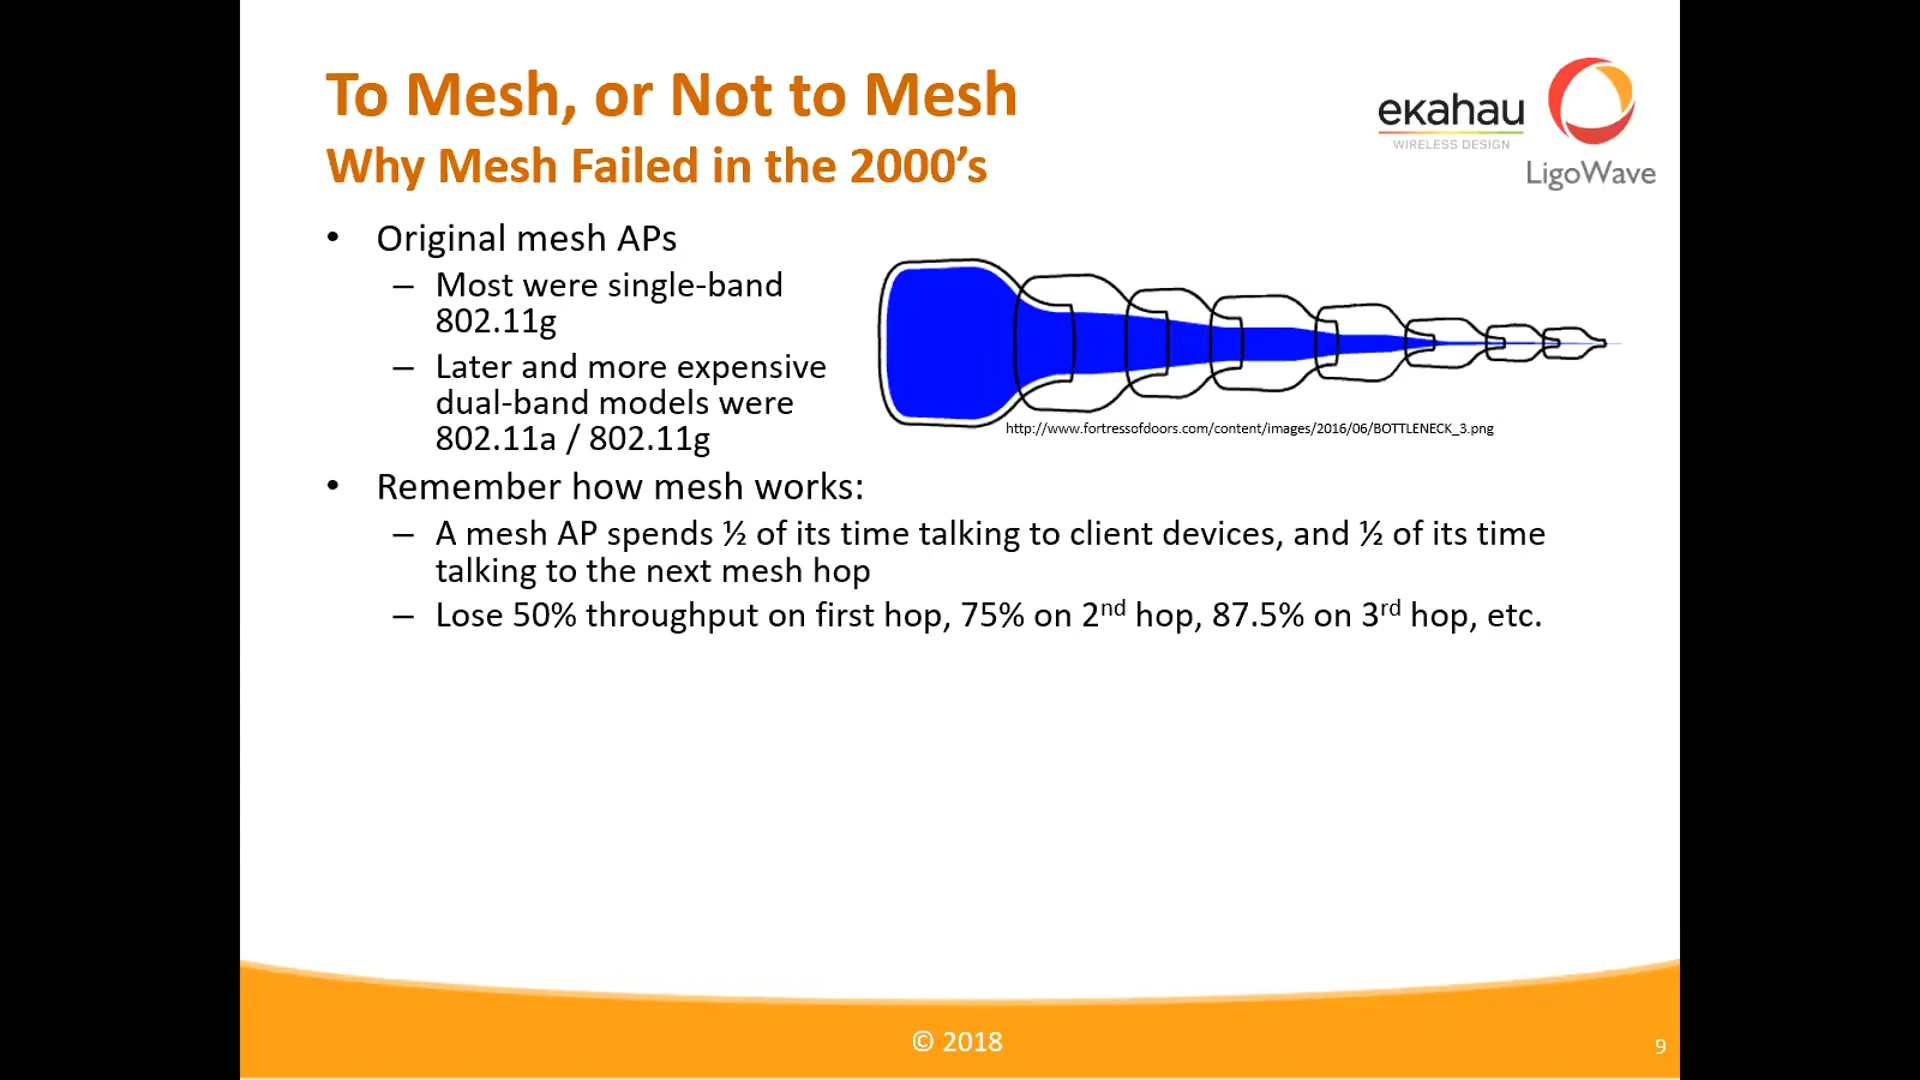 To Mesh, or Not to Mesh
Why Mesh Failed in the 2000’s
ekahau
WIRELESS DESIGN
LigoWave
• Original mesh APs
– Most were single-band
802.11g
– Later and more expensive
dual-band models were
802.11a / 802.11g
http://www.fortressofdoors.com/content/images/2016/06/BOTTLENECK_3.png
• Remember how mesh works:
– A mesh AP spends ½ of its time talking to client devices, and ½ of its time
talking to the next mesh hop
– Lose 50% throughput on first hop, 75% on 2nd hop, 87.5% on 3rd hop, etc.
© 2018
9